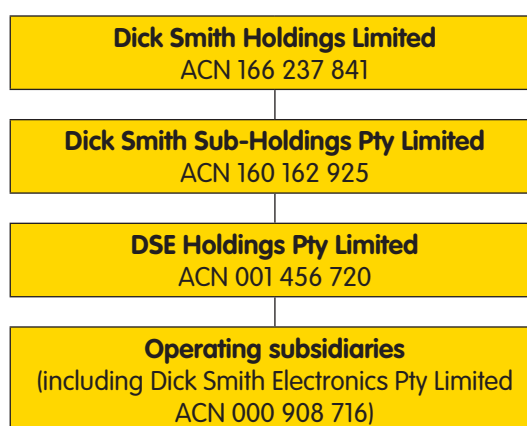 Dick Smith Holdings Limited
ACN 166 237 841
Dick Smith Sub-Holdings Pty Limited
ACN 160 162 925
DSE Holdings Pty Limited
ACN 001 456 720
Operating subsidiaries
(including Dick Smith Electronics Pty Limited
ACN 000 908 716)